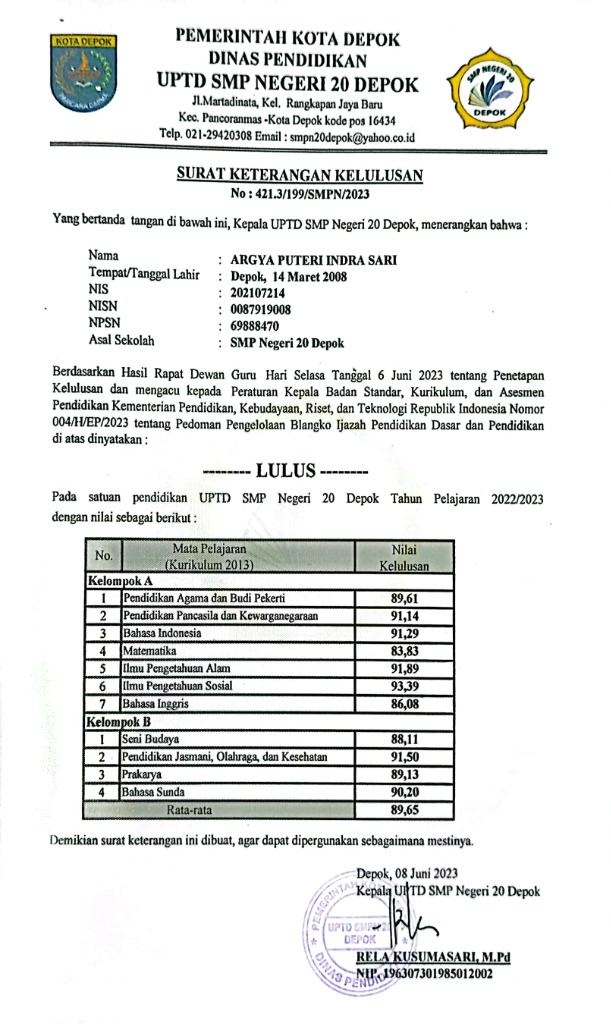 KOTA DEPOK
PEMERINTAH KOTA DEPOK
DINAS PENDIDIKAN
UPTD SMP NEGERI 20 DEPOK
Jl.Martadinata, Kel. Rangkapan Jaya Baru
Kec. Pancoranmas -Kota Depok kode pos 16434
Telp. 021-29420308 Email : smpn20depok@yahoo.co.id
SMP NEGERI 20
DEPOK
SURAT KETERANGAN KELULUSAN
No : 421.3/199/SMPN/2023
Yang bertanda tangan di bawah ini, Kepala UPTD SMP Negeri 20 Depok, menerangkan bahwa :
Nama : ARGYA PUTERI INDRA SARI
Tempat/Tanggal Lahir : Depok, 14 Maret 2008
NIS : 202107214
NISN : 0087919008
NPSN : 69888470
Asal Sekolah : SMP Negeri 20 Depok
Berdasarkan Hasil Rapat Dewan Guru Hari Selasa Tanggal 6 Juni 2023 tentang Penetapan
Kelulusan dan mengacu kepada Peraturan Kepala Badan Standar, Kurikulum, dan Asesmen
Pendidikan Kementerian Pendidikan, Kebudayaan, Riset, dan Teknologi Republik Indonesia Nomor
004/H/EP/2023 tentang Pedoman Pengelolaan Blangko Ijazah Pendidikan Dasar dan Pendidikan
di atas dinyatakan :
-------- LULUS --------
Pada satuan pendidikan UPTD SMP Negeri 20 Depok Tahun Pelajaran 2022/2023
dengan nilai sebagai berikut :
No. Mata Pelajaran (Kurikulum 2013) Nilai Kelulusan
Kelompok A
1 Pendidikan Agama dan Budi Pekerti 89,61
2 Pendidikan Pancasila dan Kewarganegaraan 91,14
3 Bahasa Indonesia 91,29
4 Matematika 83,83
5 Ilmu Pengetahuan Alam 91,89
6 Ilmu Pengetahuan Sosial 93,39
7 Bahasa Inggris 86,08
Kelompok B
1 Seni Budaya 88,11
2 Pendidikan Jasmani, Olahraga, dan Kesehatan 91,50
3 Prakarya 89,13
4 Bahasa Sunda 90,20
Rata-rata 89,65
Demikian surat keterangan ini dibuat, agar dapat dipergunakan sebagaimana mestinya.
Depok, 08 Juni 2023
Kepala UPTD SMP Negeri 20 Depok
UPTD SMPN 20
DEPOK
DINAS PENDIDIKAN
RELA KUSUMASARI, M.Pd
NIP. 196307301985012002